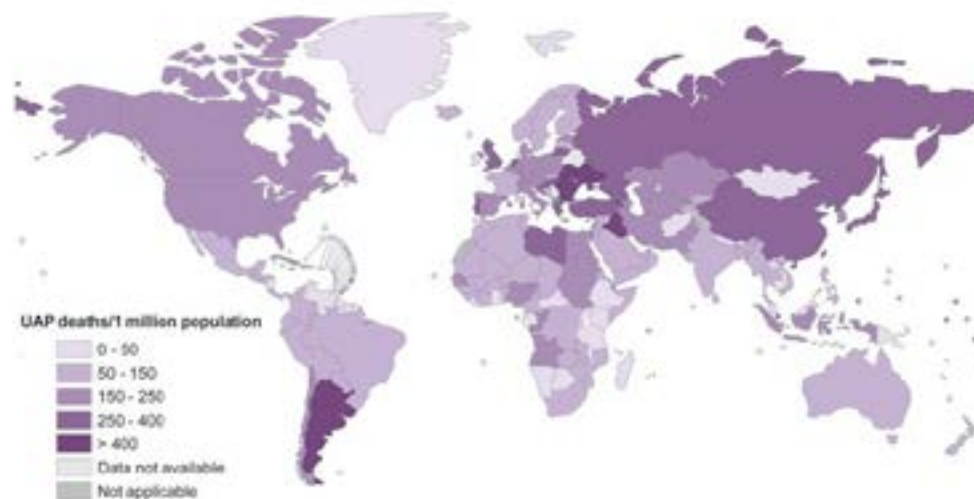 UAP deaths/1 million population
0 - 50
50 - 150
150 - 250
250 - 400
> 400
Data not available
Not applicable